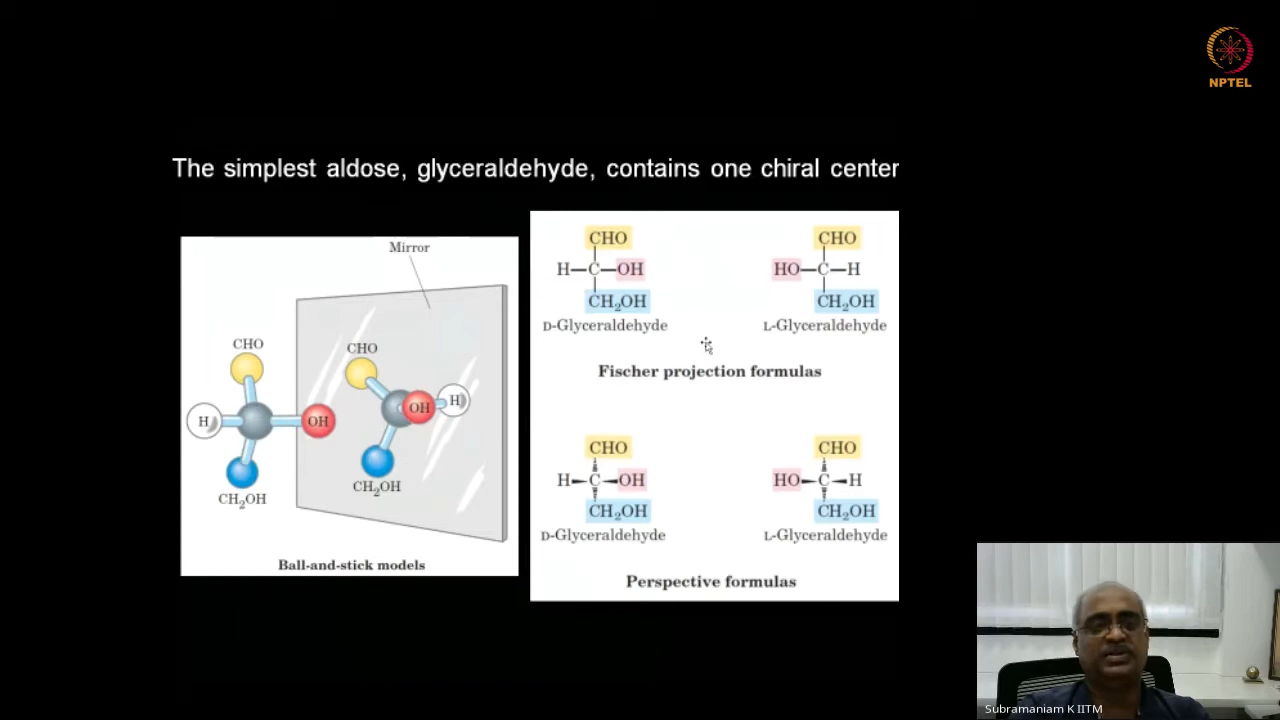 NPTEL
The simplest aldose, glyceraldehyde, contains one chiral center
Mirror
CHO
H
OH
CH₂OH
CHO
OH
H
CH₂OH
Ball-and-stick models
CHO
H—C—OH
CH₂OH
D-Glyceraldehyde
CHO
HO—C—H
CH₂OH
L-Glyceraldehyde
Fischer projection formulas
CHO
H C OH
CH₂OH
D-Glyceraldehyde
CHO
HO C H
CH₂OH
L-Glyceraldehyde
Perspective formulas
Subramaniam K IITM